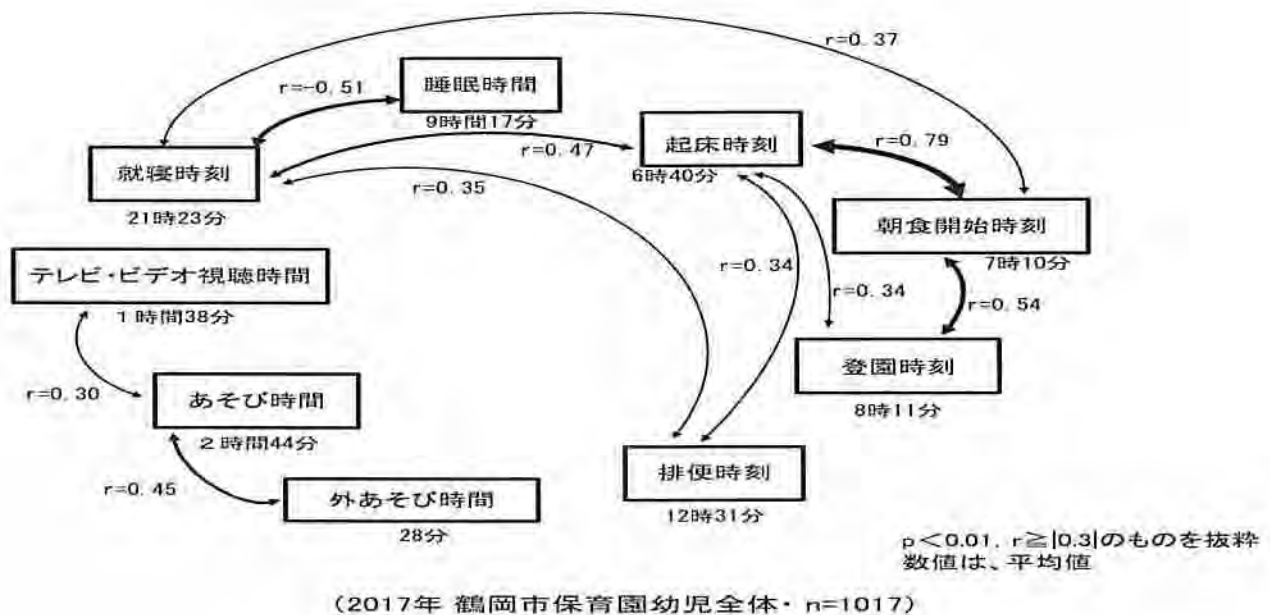 r=0.37
睡眠時間
r=-0.51
9時間17分
起床時刻
r=0.79
r=0.47
6時40分
就寝時刻
r=0.35
21時23分
朝食開始時刻
7時10分
テレビ・ビデオ視聴時間
r=0.34
r=0.34
r=0.54
1時間38分
登園時刻
r=0.30
あそび時間
8時11分
2時間44分
排便時刻
r=0.45
外あそび時間
12時31分
28分
p<0.01, r≧|0.3|のものを抜粋
数値は、平均値
(2017年 鶴岡市保育園幼児全体・ n=1017)